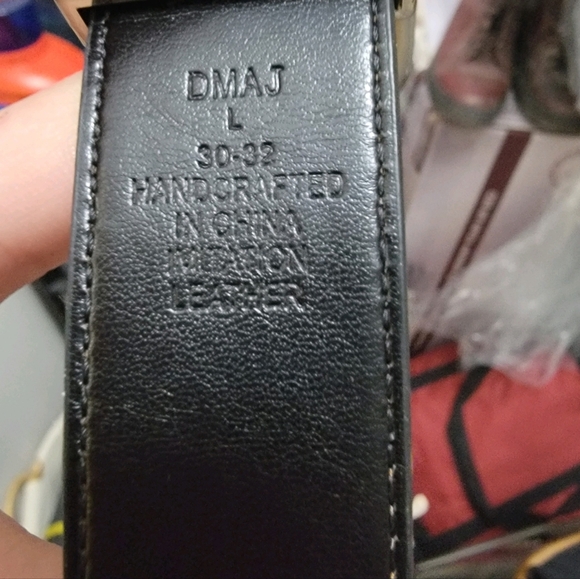 DMAJ
L
30-32
HANDCRAFTED
IN CHINA
IMITATION
LEATHER